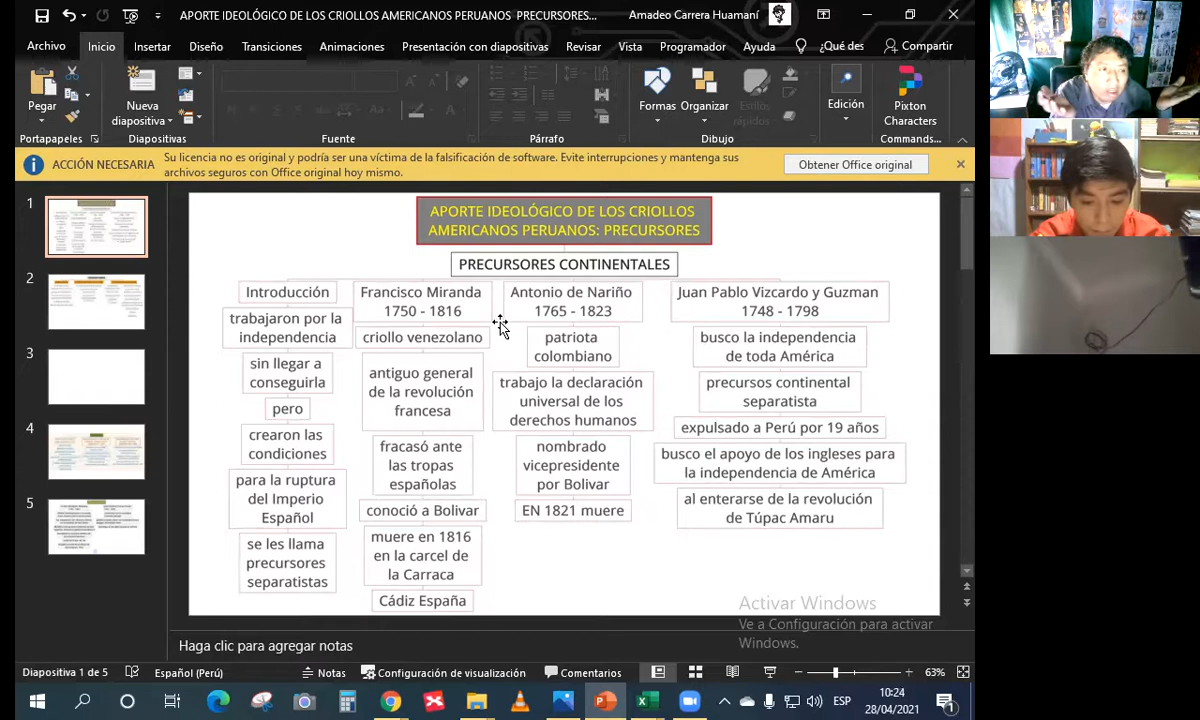 APORTE IDEOLÓGICO DE LOS CRIOLLOS AMERICANOS PERUANOS  PRECURSORES...
Amadeo Carrera Huamaní
Archivo
Inicio
Insertar
Diseño
Transiciones
Animaciones
Presentación con diapositivas
Revisar
Vista
Programador
Ayuda
¿Qué des
Compartir
Pegar
Nueva
diapositiva
Formas
Organizar
Estilos
rápidos
Edición
Pixton
Characters
Portapapeles
Diapositivas
Fuente
Párrafo
Dibujo
Commands...
ACCIÓN NECESARIA
Su licencia no es original y podría ser una víctima de la falsificación de software. Evite interrupciones y mantenga sus
archivos seguros con Office original hoy mismo.
Obtener Office original
1
2
3
4
5
APORTE IDEOLÓGICO DE LOS CRIOLLOS
AMERICANOS PERUANOS: PRECURSORES
PRECURSORES CONTINENTALES
Introducción
trabajaron por la
independencia
sin llegar a
conseguirla
pero
crearon las
condiciones
para la ruptura
del Imperio
Español
se les llama
precursores
separatistas
Francisco Miranda
1750 - 1816
criollo venezolano
antiguo general
de la revolución
francesa
fracasó ante
las tropas
españolas
conoció a Bolivar
muere en 1816
en la carcel de
la Carraca
Cádiz España
Antonio de Nariño
1765 - 1823
patriota
colombiano
trabajo la declaración
universal de los
derechos humanos
nombrado
vicepresidente
por Bolivar
EN 1821 muere
Juan Pablo Vizcardo y Guzman
1748 - 1798
busco la independencia
de toda América
precursos continental
separatista
expulsado a Perú por 19 años
busco el apoyo de los ingleses para
la independencia de América
al enterarse de la revolución
de Túpac Amaru
Activar Windows
Ve a Configuración para activar
Windows.
Haga clic para agregar notas
Diapositiva 1 de 5
Español (Perú)
Notas
Configuración de visualización
Comentarios
63%
ESP
10:24
28/04/2021